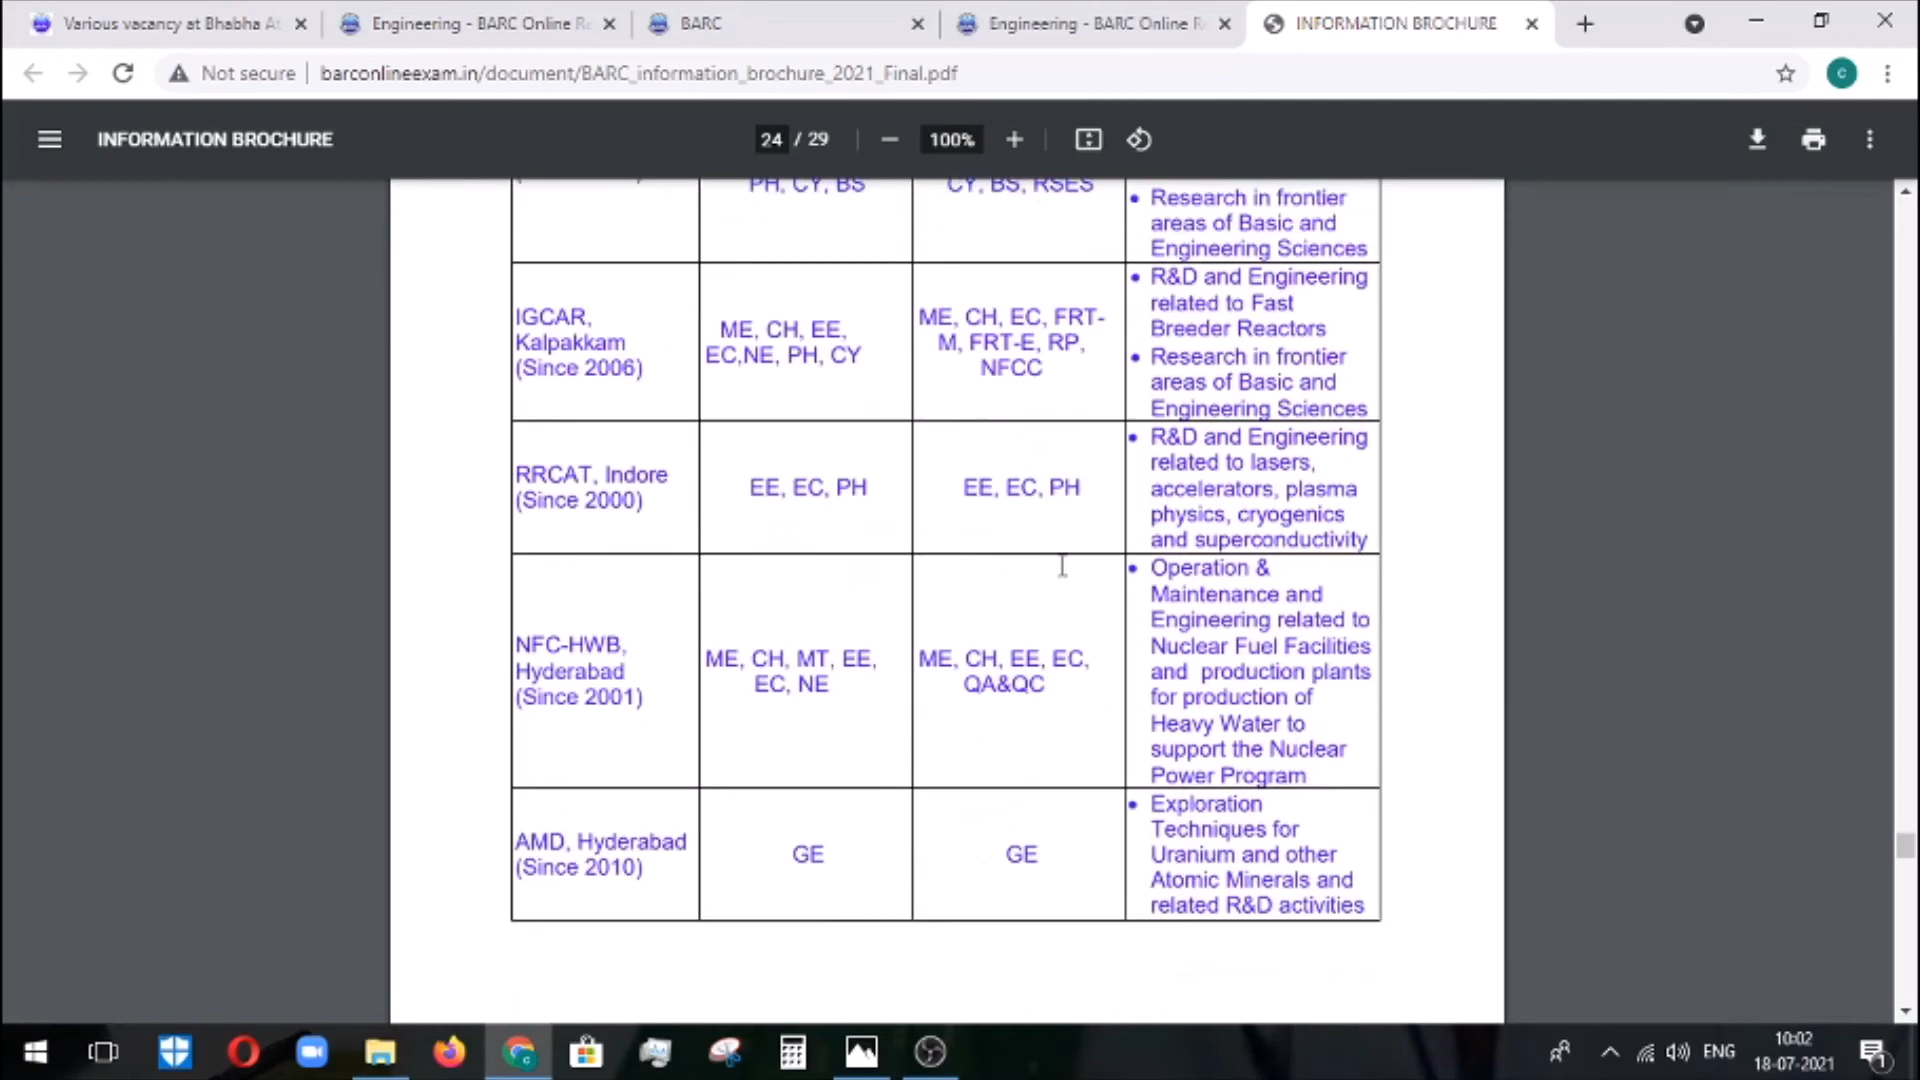 Various vacancy at Bhabha At
Engineering - BARC Online Re
BARC
Engineering - BARC Online R
INFORMATION BROCHURE
Not secure
barconlineexam.in/document/BARC_information_brochure_2021_Final.pdf
C
INFORMATION BROCHURE
24 / 29
100%
PH, CY, BS
CY, BS, RSES
• Research in frontier
areas of Basic and
Engineering Sciences
IGCAR,
Kalpakkam
(Since 2006)
ME, CH, EE,
EC,NE, PH, CY
ME, CH, EC, FRT-
M, FRT-E, RP,
NFCC
• R&D and Engineering
related to Fast
Breeder Reactors
• Research in frontier
areas of Basic and
Engineering Sciences
RRCAT, Indore
(Since 2000)
EE, EC, PH
EE, EC, PH
• R&D and Engineering
related to lasers,
accelerators, plasma
physics, cryogenics
and superconductivity
NFC-HWB,
Hyderabad
(Since 2001)
ME, CH, MT, EE,
EC, NE
ME, CH, EE, EC,
QA&QC
• Operation &
Maintenance and
Engineering related to
Nuclear Fuel Facilities
and production plants
for production of
Heavy Water to
support the Nuclear
Power Program
AMD, Hyderabad
(Since 2010)
GE
GE
• Exploration
Techniques for
Uranium and other
Atomic Minerals and
related R&D activities
ENG
10:02
18-07-2021
1